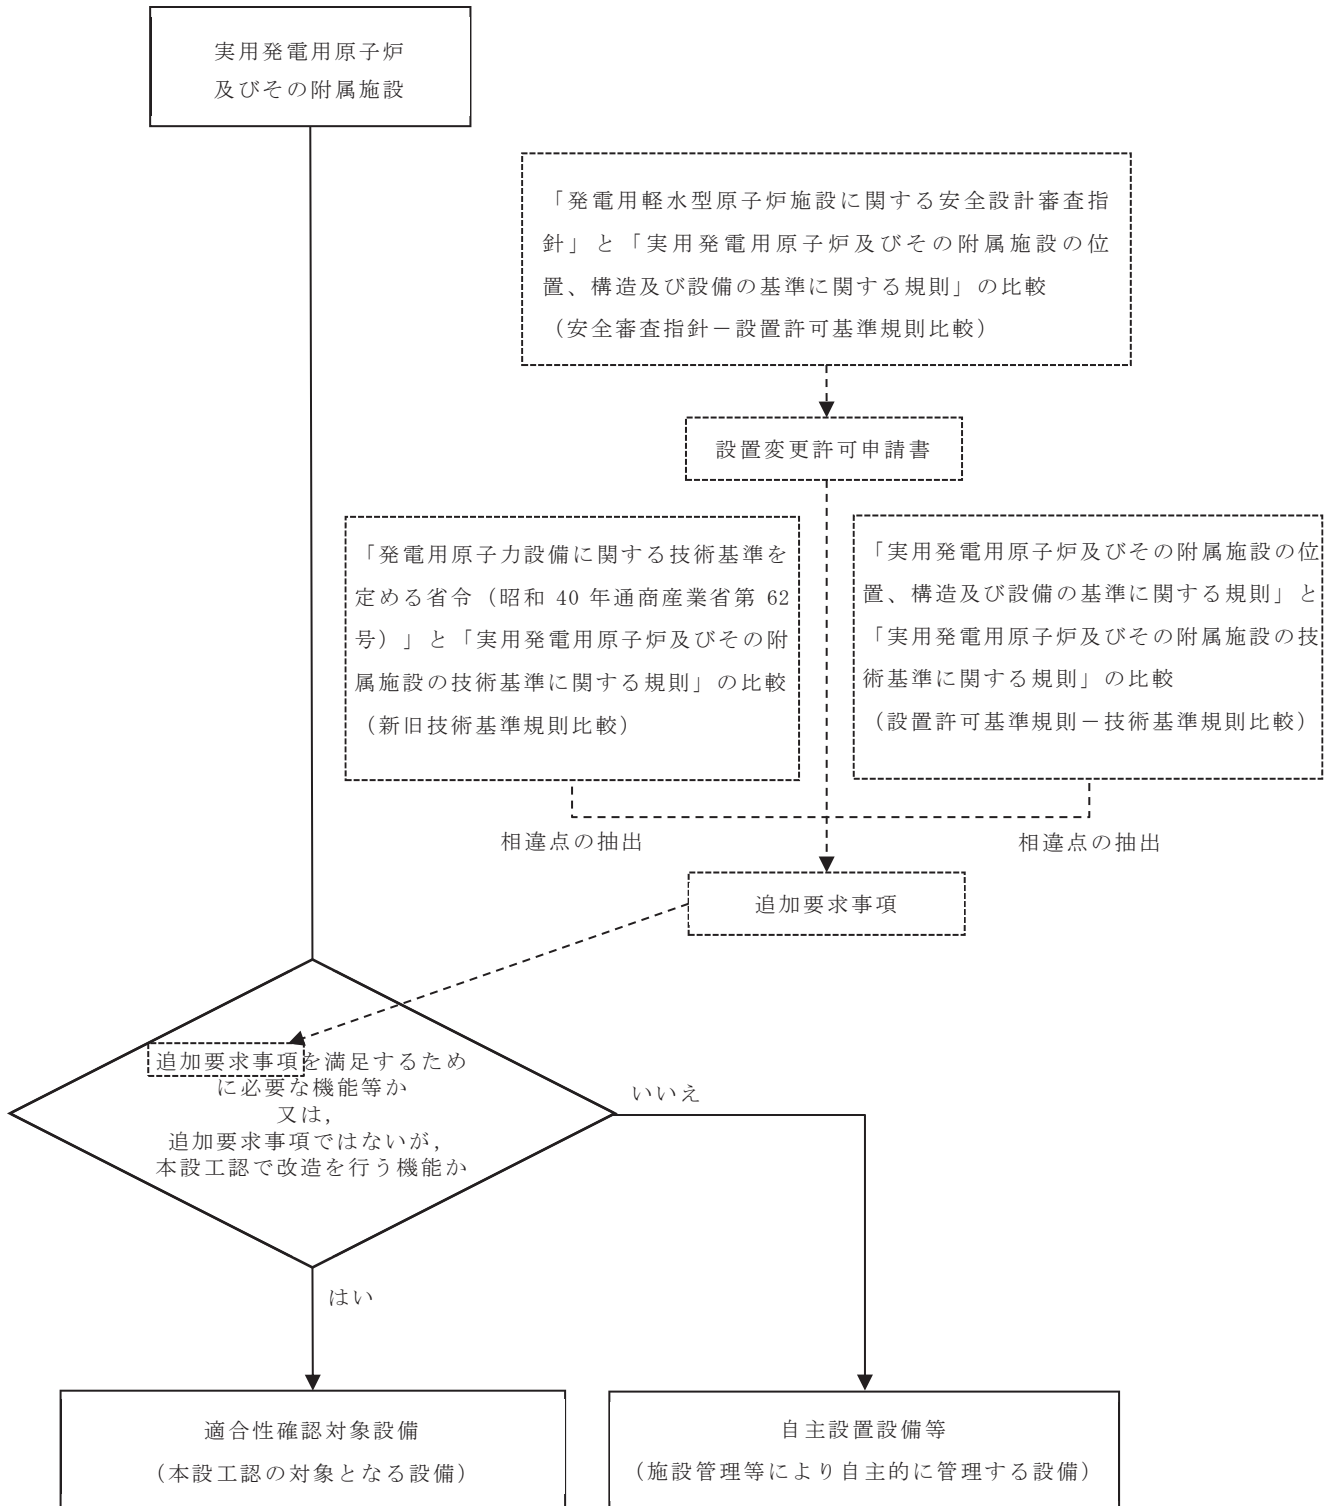 実用発電用原子炉
及びその附属施設
「発電用軽水型原子炉施設に関する安全設計審査指
針」と「実用発電用原子炉及びその附属施設の位
置、構造及び設備の基準に関する規則」の比較
（安全審査指針－設置許可基準規則比較）
設置変更許可申請書
「発電用原子力設備に関する技術基準を
定める省令（昭和 40 年通商産業省第 62
号）」と「実用発電用原子炉及びその附
属施設の技術基準に関する規則」の比較
（新旧技術基準規則比較）
「実用発電用原子炉及びその附属施設の位
置、構造及び設備の基準に関する規則」と
「実用発電用原子炉及びその附属施設の技
術基準に関する規則」の比較
（設置許可基準規則－技術基準規則比較）
相違点の抽出
相違点の抽出
追加要求事項
追加要求事項を満足するため
に必要な機能等か
又は,
追加要求事項ではないが,
本設工認で改造を行う機能か
いいえ
はい
適合性確認対象設備
（本設工認の対象となる設備）
自主設置設備等
（施設管理等により自主的に管理する設備）